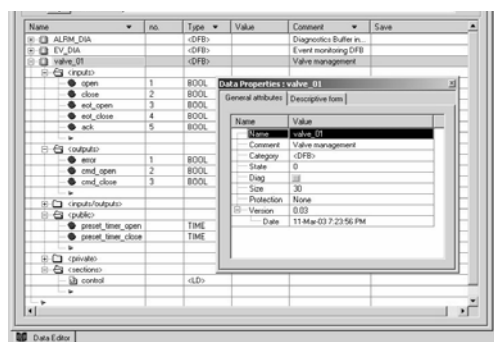 Name no. Type Value Comment Save
ALRM_DIA <DFB> Diagnostics Buffer in...
EV_DIA <DFB> Event monitoring DFB
valve_01 <DFB> Valve management
<inputs>
open 1 BOOL
close 2 BOOL
eot_open 3 BOOL
eot_close 4 BOOL
ack 5 BOOL
<outputs>
error 1 BOOL
cmd_open 2 BOOL
cmd_close 3 BOOL
<inputs/outputs>
<public>
preset_timer_open TIME
preset_timer_close TIME
<private>
<sections>
control <LD>
Data Properties : valve_01
General attributes Descriptive form
Name Value
Name valve_01
Comment Valve management
Category <DFB>
State 0
Diag
Size 30
Protection None
Version 0.03
Date 11-Mar-03 7:23:56 PM
Data Editor